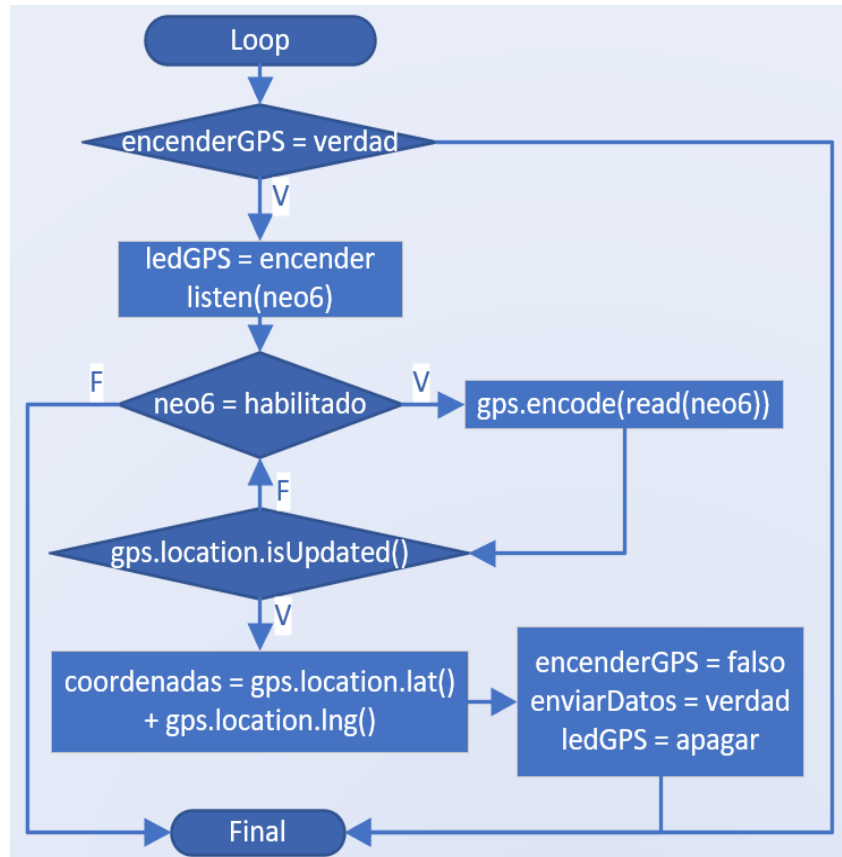 Loop
encenderGPS = verdad
V
ledGPS = encender
listen(neo6)
F
neo6 = habilitado
V
gps.encode(read(neo6))
F
gps.location.isUpdated()
V
coordenadas = gps.location.lat()
+ gps.location.lng()
encenderGPS = falso
enviarDatos = verdad
ledGPS = apagar
Final